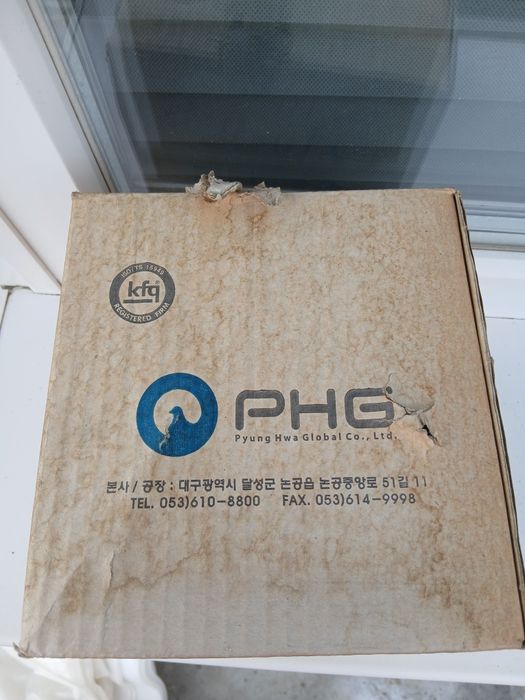 ISO/TS 16949
kfq
REGISTERED FIRM
PHG
Pyung Hwa Global Co., Ltd.
본사 / 공장 : 대구광역시 달성군 논공읍 논공중앙로 51길 11
TEL. 053)610-8800 FAX. 053)614-9998